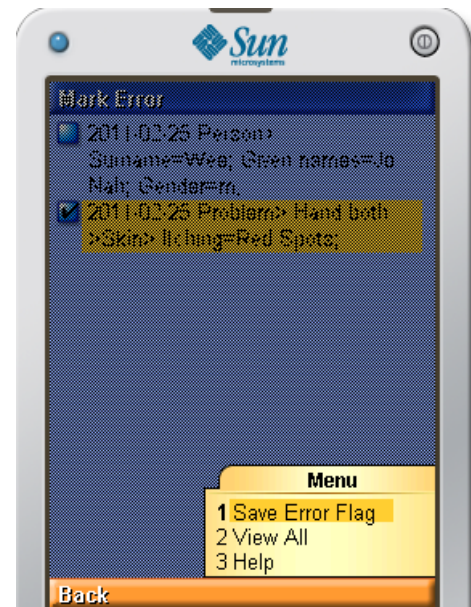 Sun
microsystems
Mark Error
2011-02-25 Person>
Surname=Wee; Given names=Jo
Nah; Gender=m,
2011-02-25 Problem> Hand both
>Skin> Itching=Red Spots;
Menu
1 Save Error Flag
2 View All
3 Help
Back